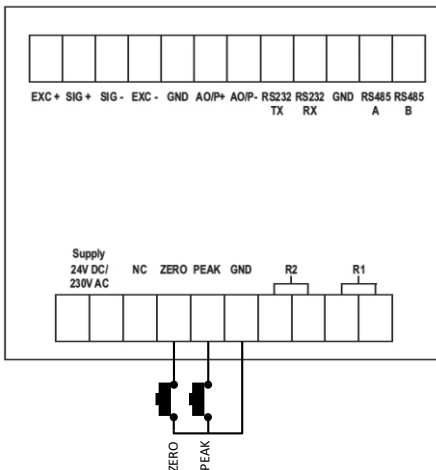 EXC + SIG + SIG - EXC - GND AO/P+ AO/P- RS232 TX RS232 RX GND RS485 A RS485 B
Supply
24V DC/
230V AC
NC ZERO PEAK GND R2 R1
ZERO
PEAK